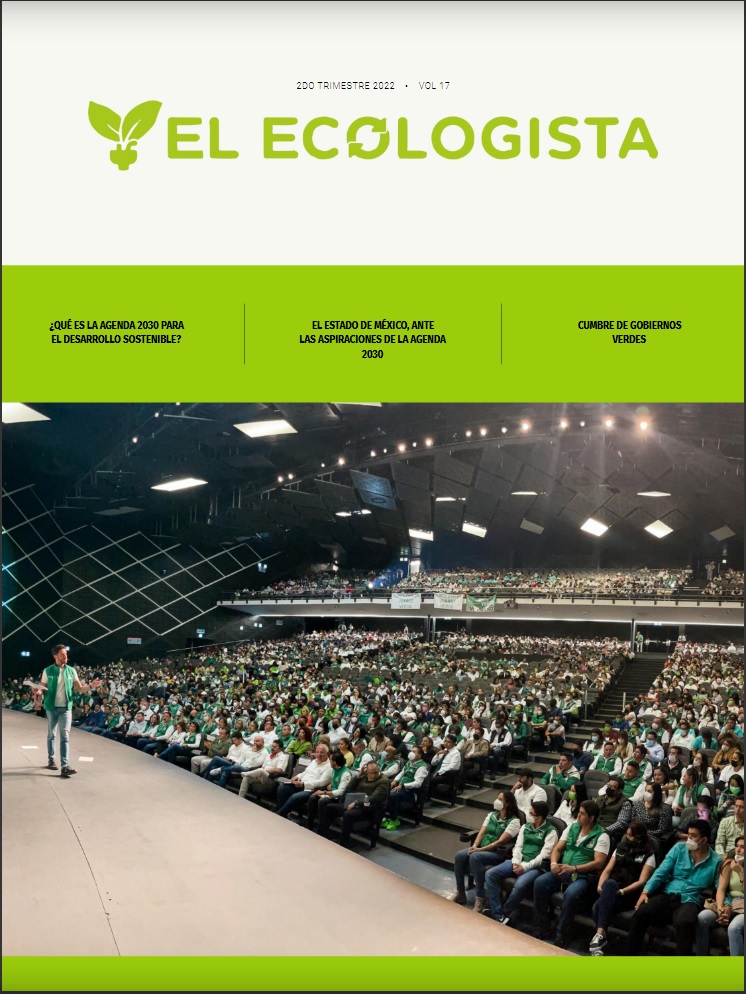 2DO TRIMESTRE 2022 • VOL 17
EL ECOLOGISTA
¿QUÉ ES LA AGENDA 2030 PARA
EL DESARROLLO SOSTENIBLE?
EL ESTADO DE MÉXICO, ANTE
LAS ASPIRACIONES DE LA AGENDA
2030
CUMBRE DE GOBIERNOS
VERDES